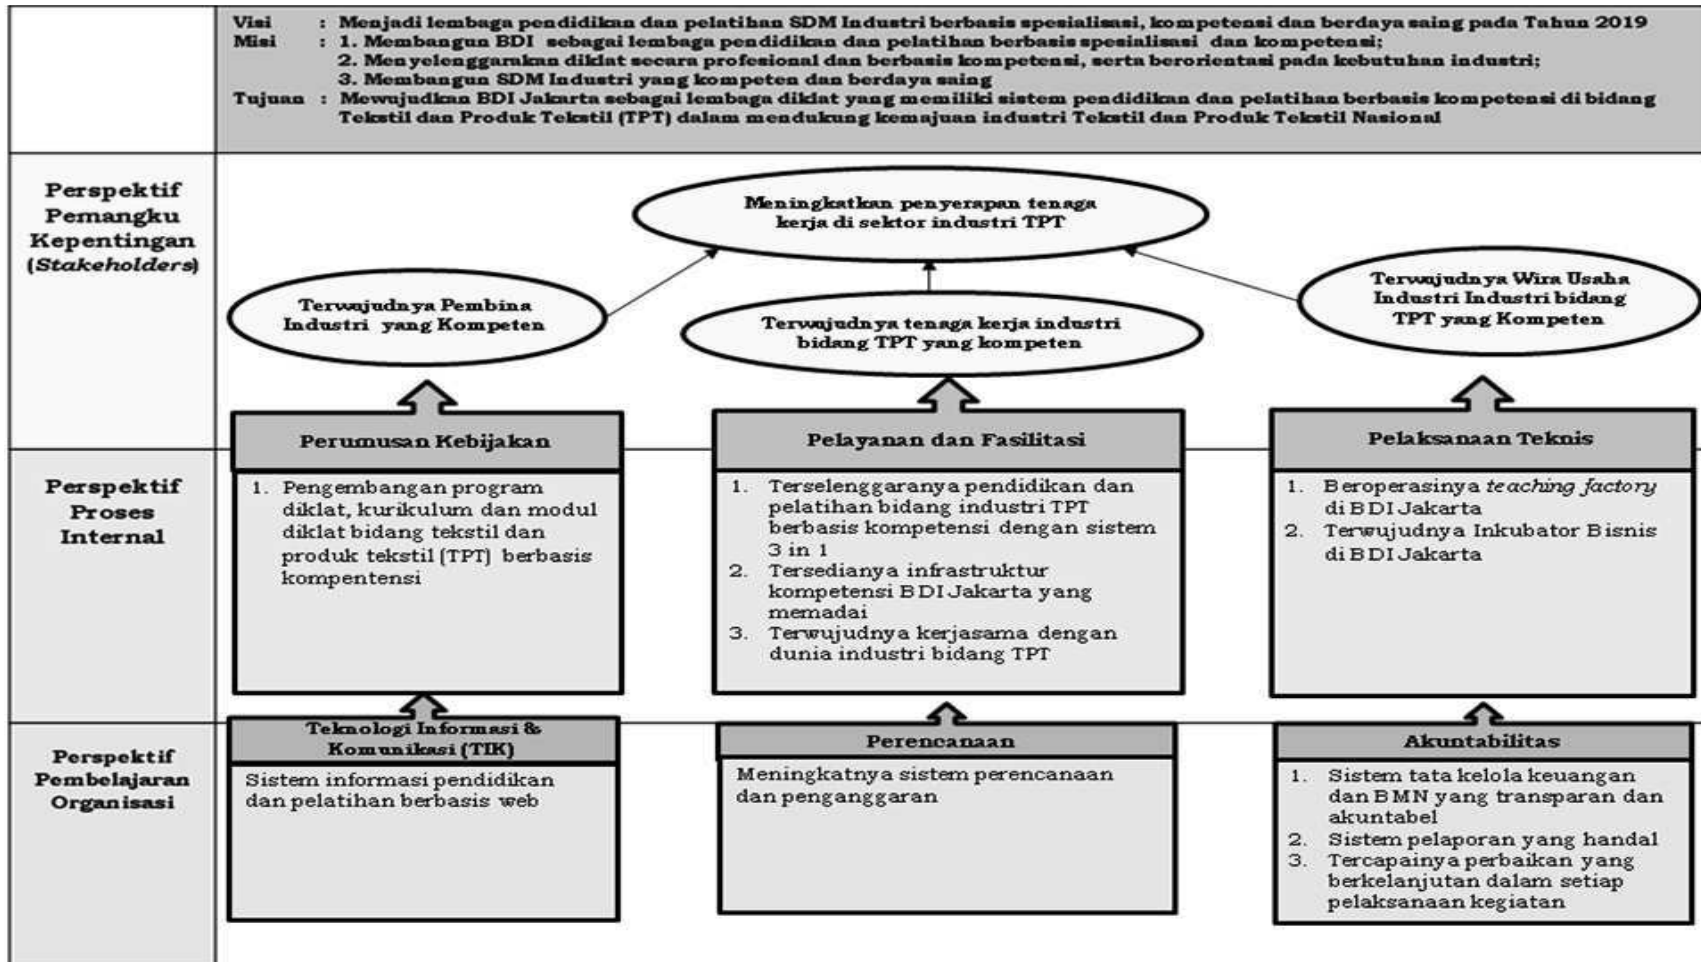 Visi : Menjadi lembaga pendidikan dan pelatihan SDM Industri berbasis spesialisasi, kompetensi dan berdaya saing pada Tahun 2019
Misi : 1. Membangun BDI sebagai lembaga pendidikan dan pelatihan berbasis spesialisasi dan kompetensi;
2. Menyelenggarakan diklat secara profesional dan berbasis kompetensi, serta berorientasi pada kebutuhan industri;
3. Membangun SDM Industri yang kompeten dan berdaya saing
Tujuan : Mewujudkan BDI Jakarta sebagai lembaga diklat yang memiliki sistem pendidikan dan pelatihan berbasis kompetensi di bidang
Tekstil dan Produk Tekstil (TPT) dalam mendukung kemajuan industri Tekstil dan Produk Tekstil Nasional
Perspektif
Pemangku
Kepentingan
(Stakeholders)
Meningkatkan penyerapan tenaga
kerja di sektor industri TPT
Terwujudnya Pembina
Industri yang Kompeten
Terwujudnya tenaga kerja industri
bidang TPT yang kompeten
Terwujudnya Wira Usaha
Industri Industri bidang
TPT yang Kompeten
Perspektif
Proses
Internal
Perumusan Kebijakan
1. Pengembangan program
diklat, kurikulum dan modul
diklat bidang tekstil dan
produk tekstil (TPT) berbasis
kompentensi
Pelayanan dan Fasilitasi
1. Terselenggaranya pendidikan dan
pelatihan bidang industri TPT
berbasis kompetensi dengan sistem
3 in 1
2. Tersedianya infrastruktur
kompetensi BDI Jakarta yang
memadai
3. Terwujudnya kerjasama dengan
dunia industri bidang TPT
Pelaksanaan Teknis
1. Beroperasinya teaching factory
di BDI Jakarta
2. Terwujudnya Inkubator Bisnis
di BDI Jakarta
Perspektif
Pembelajaran
Organisasi
Teknologi Informasi &
Komunikasi (TIK)
Sistem informasi pendidikan
dan pelatihan berbasis web
Perencanaan
Meningkatnya sistem perencanaan
dan penganggaran
Akuntabilitas
1. Sistem tata kelola keuangan
dan BMN yang transparan dan
akuntabel
2. Sistem pelaporan yang handal
3. Tercapainya perbaikan yang
berkelanjutan dalam setiap
pelaksanaan kegiatan